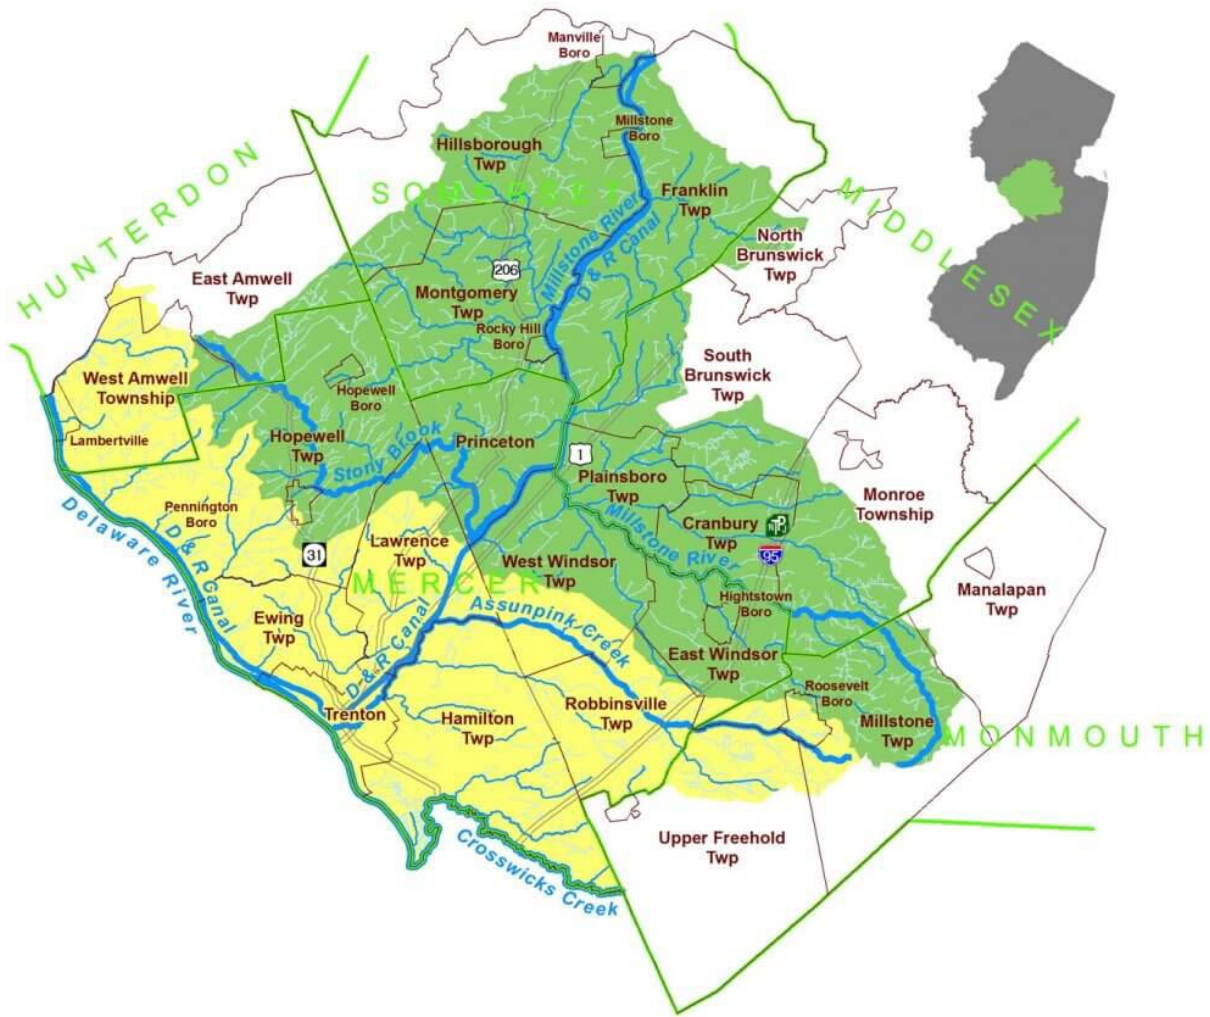 Manville
Boro
Millstone
Boro
Hillsborough
Twp
HUNTERDON
SOMERSET
Franklin
Twp
MIDDLESEX
Millstone River
D & R Canal
North
Brunswick
Twp
East Amwell
Twp
206
Montgomery
Twp
Rocky Hill
Boro
South
Brunswick
Twp
West Amwell
Township
Hopewell
Boro
Lambertville
Hopewell
Twp
Stony Brook
Princeton
1
Plainsboro
Twp
Monroe
Township
Pennington
Boro
Delaware River
D & R Canal
31
Lawrence
Twp
Millstone River
Cranbury
Twp
95
West Windsor
Twp
MERCER
Hightstown
Boro
Manalapan
Twp
Ewing
Twp
D & R Canal
Assunpink Creek
East Windsor
Twp
Roosevelt
Boro
Trenton
Hamilton
Twp
Robbinsville
Twp
Millstone
Twp
MONMOUTH
Upper Freehold
Twp
Crosswicks Creek